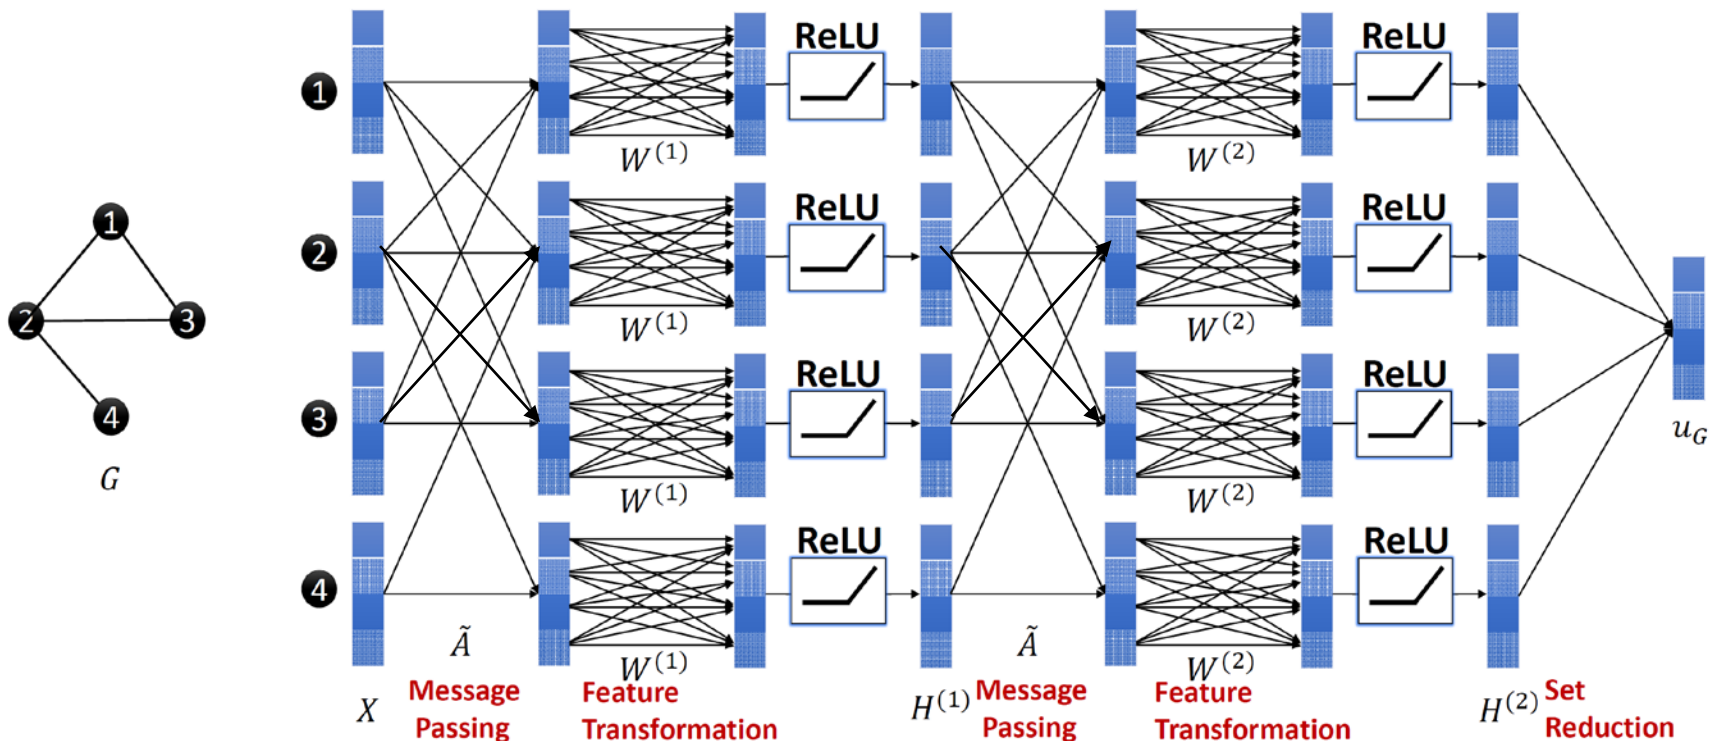 ReLU
ReLU
1
W^{(1)}
W^{(2)}
ReLU
ReLU
2
1
2
3
W^{(1)}
W^{(2)}
ReLU
ReLU
3
4
G
u_G
W^{(1)}
W^{(2)}
ReLU
ReLU
4
Ã
Ã
W^{(1)}
W^{(2)}
X
Message
Passing
Feature
Transformation
H^{(1)}
Message
Passing
Feature
Transformation
H^{(2)}
Set
Reduction